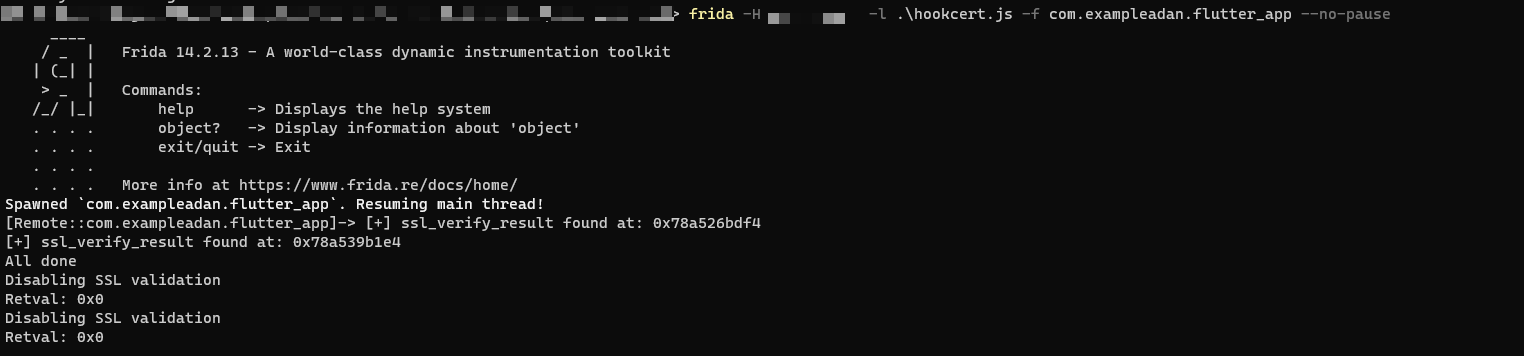 > frida -H -l .\hookcert.js -f com.exampleadan.flutter_app --no-pause
     ____
    / _  |   Frida 14.2.13 - A world-class dynamic instrumentation toolkit
   | (_| |
    > _  |   Commands:
   /_/ |_|       help      -> Displays the help system
   . . . .       object?   -> Display information about 'object'
   . . . .       exit/quit -> Exit
   . . . .
   . . . .   More info at https://www.frida.re/docs/home/
Spawned `com.exampleadan.flutter_app`. Resuming main thread!
[Remote::com.exampleadan.flutter_app]-> [+] ssl_verify_result found at: 0x78a526bdf4
[+] ssl_verify_result found at: 0x78a539b1e4
All done
Disabling SSL validation
Retval: 0x0
Disabling SSL validation
Retval: 0x0